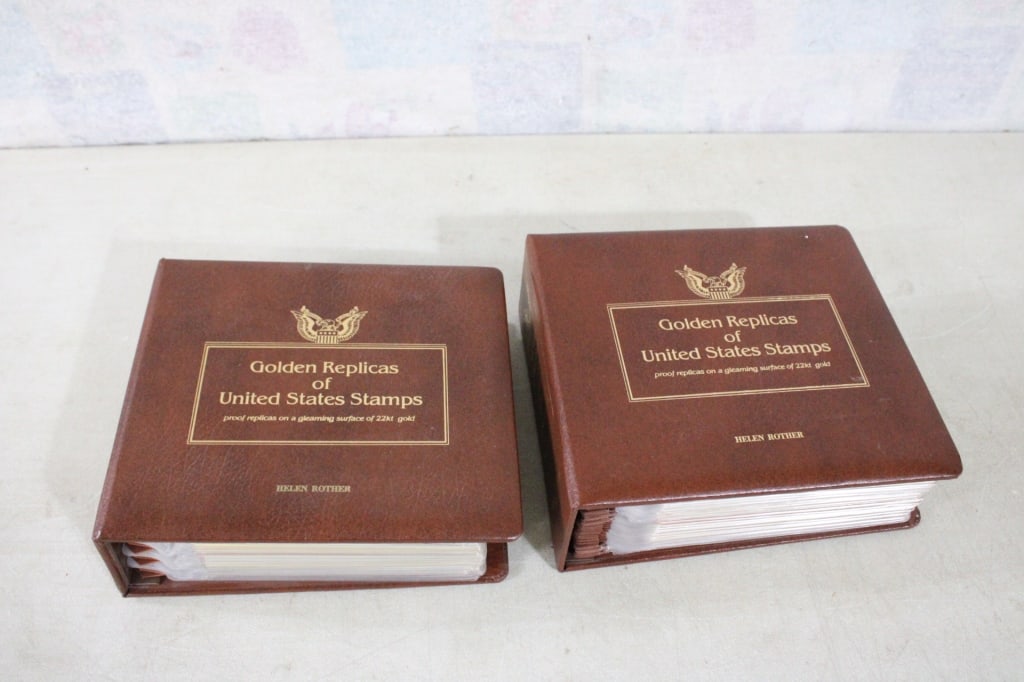 Golden Replicas
of
United States Stamps
proof replicas on a gleaming surface of 22kt gold
HELEN ROTHER
Golden Replicas
of
United States Stamps
proof replicas on a gleaming surface of 22kt gold
HELEN ROTHER